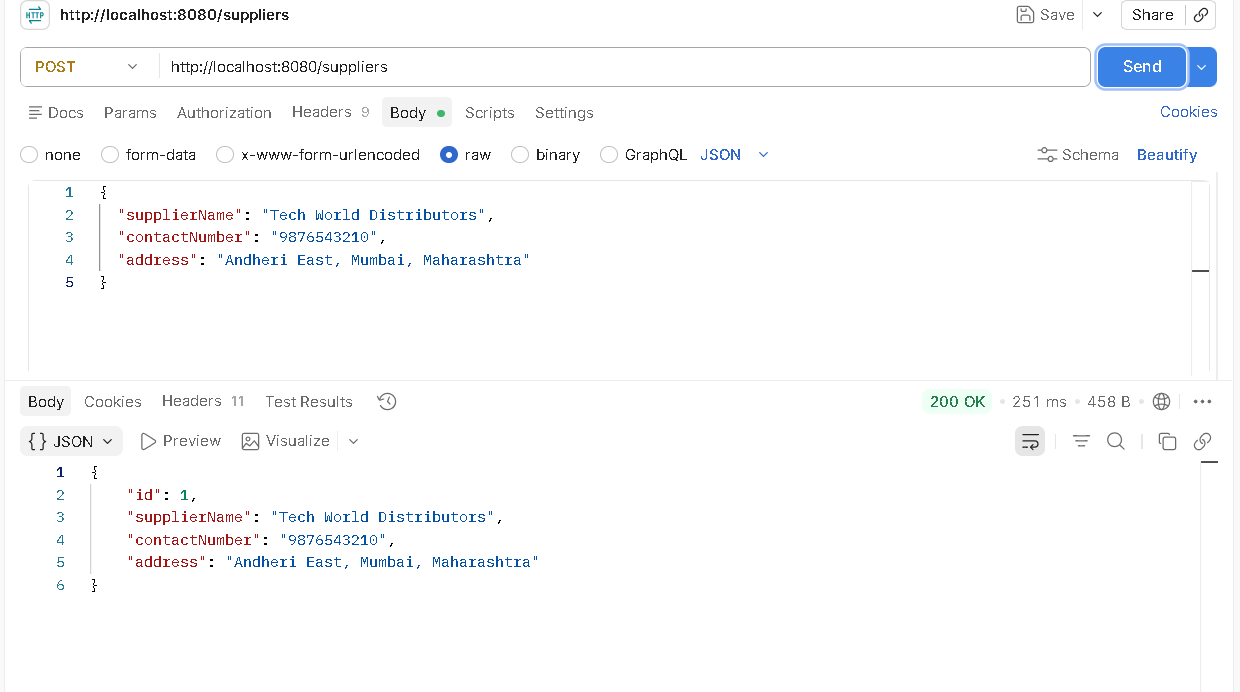 HTTP http://localhost:8080/suppliers Save Share
POST http://localhost:8080/suppliers Send
Docs Params Authorization Headers 9 Body Scripts Settings Cookies
none form-data x-www-form-urlencoded raw binary GraphQL JSON Schema Beautify
1 {
2 "supplierName": "Tech World Distributors",
3 "contactNumber": "9876543210",
4 "address": "Andheri East, Mumbai, Maharashtra"
5 }
Body Cookies Headers 11 Test Results 200 OK • 251 ms • 458 B •
{} JSON Preview Visualize
1 {
2 "id": 1,
3 "supplierName": "Tech World Distributors",
4 "contactNumber": "9876543210",
5 "address": "Andheri East, Mumbai, Maharashtra"
6 }